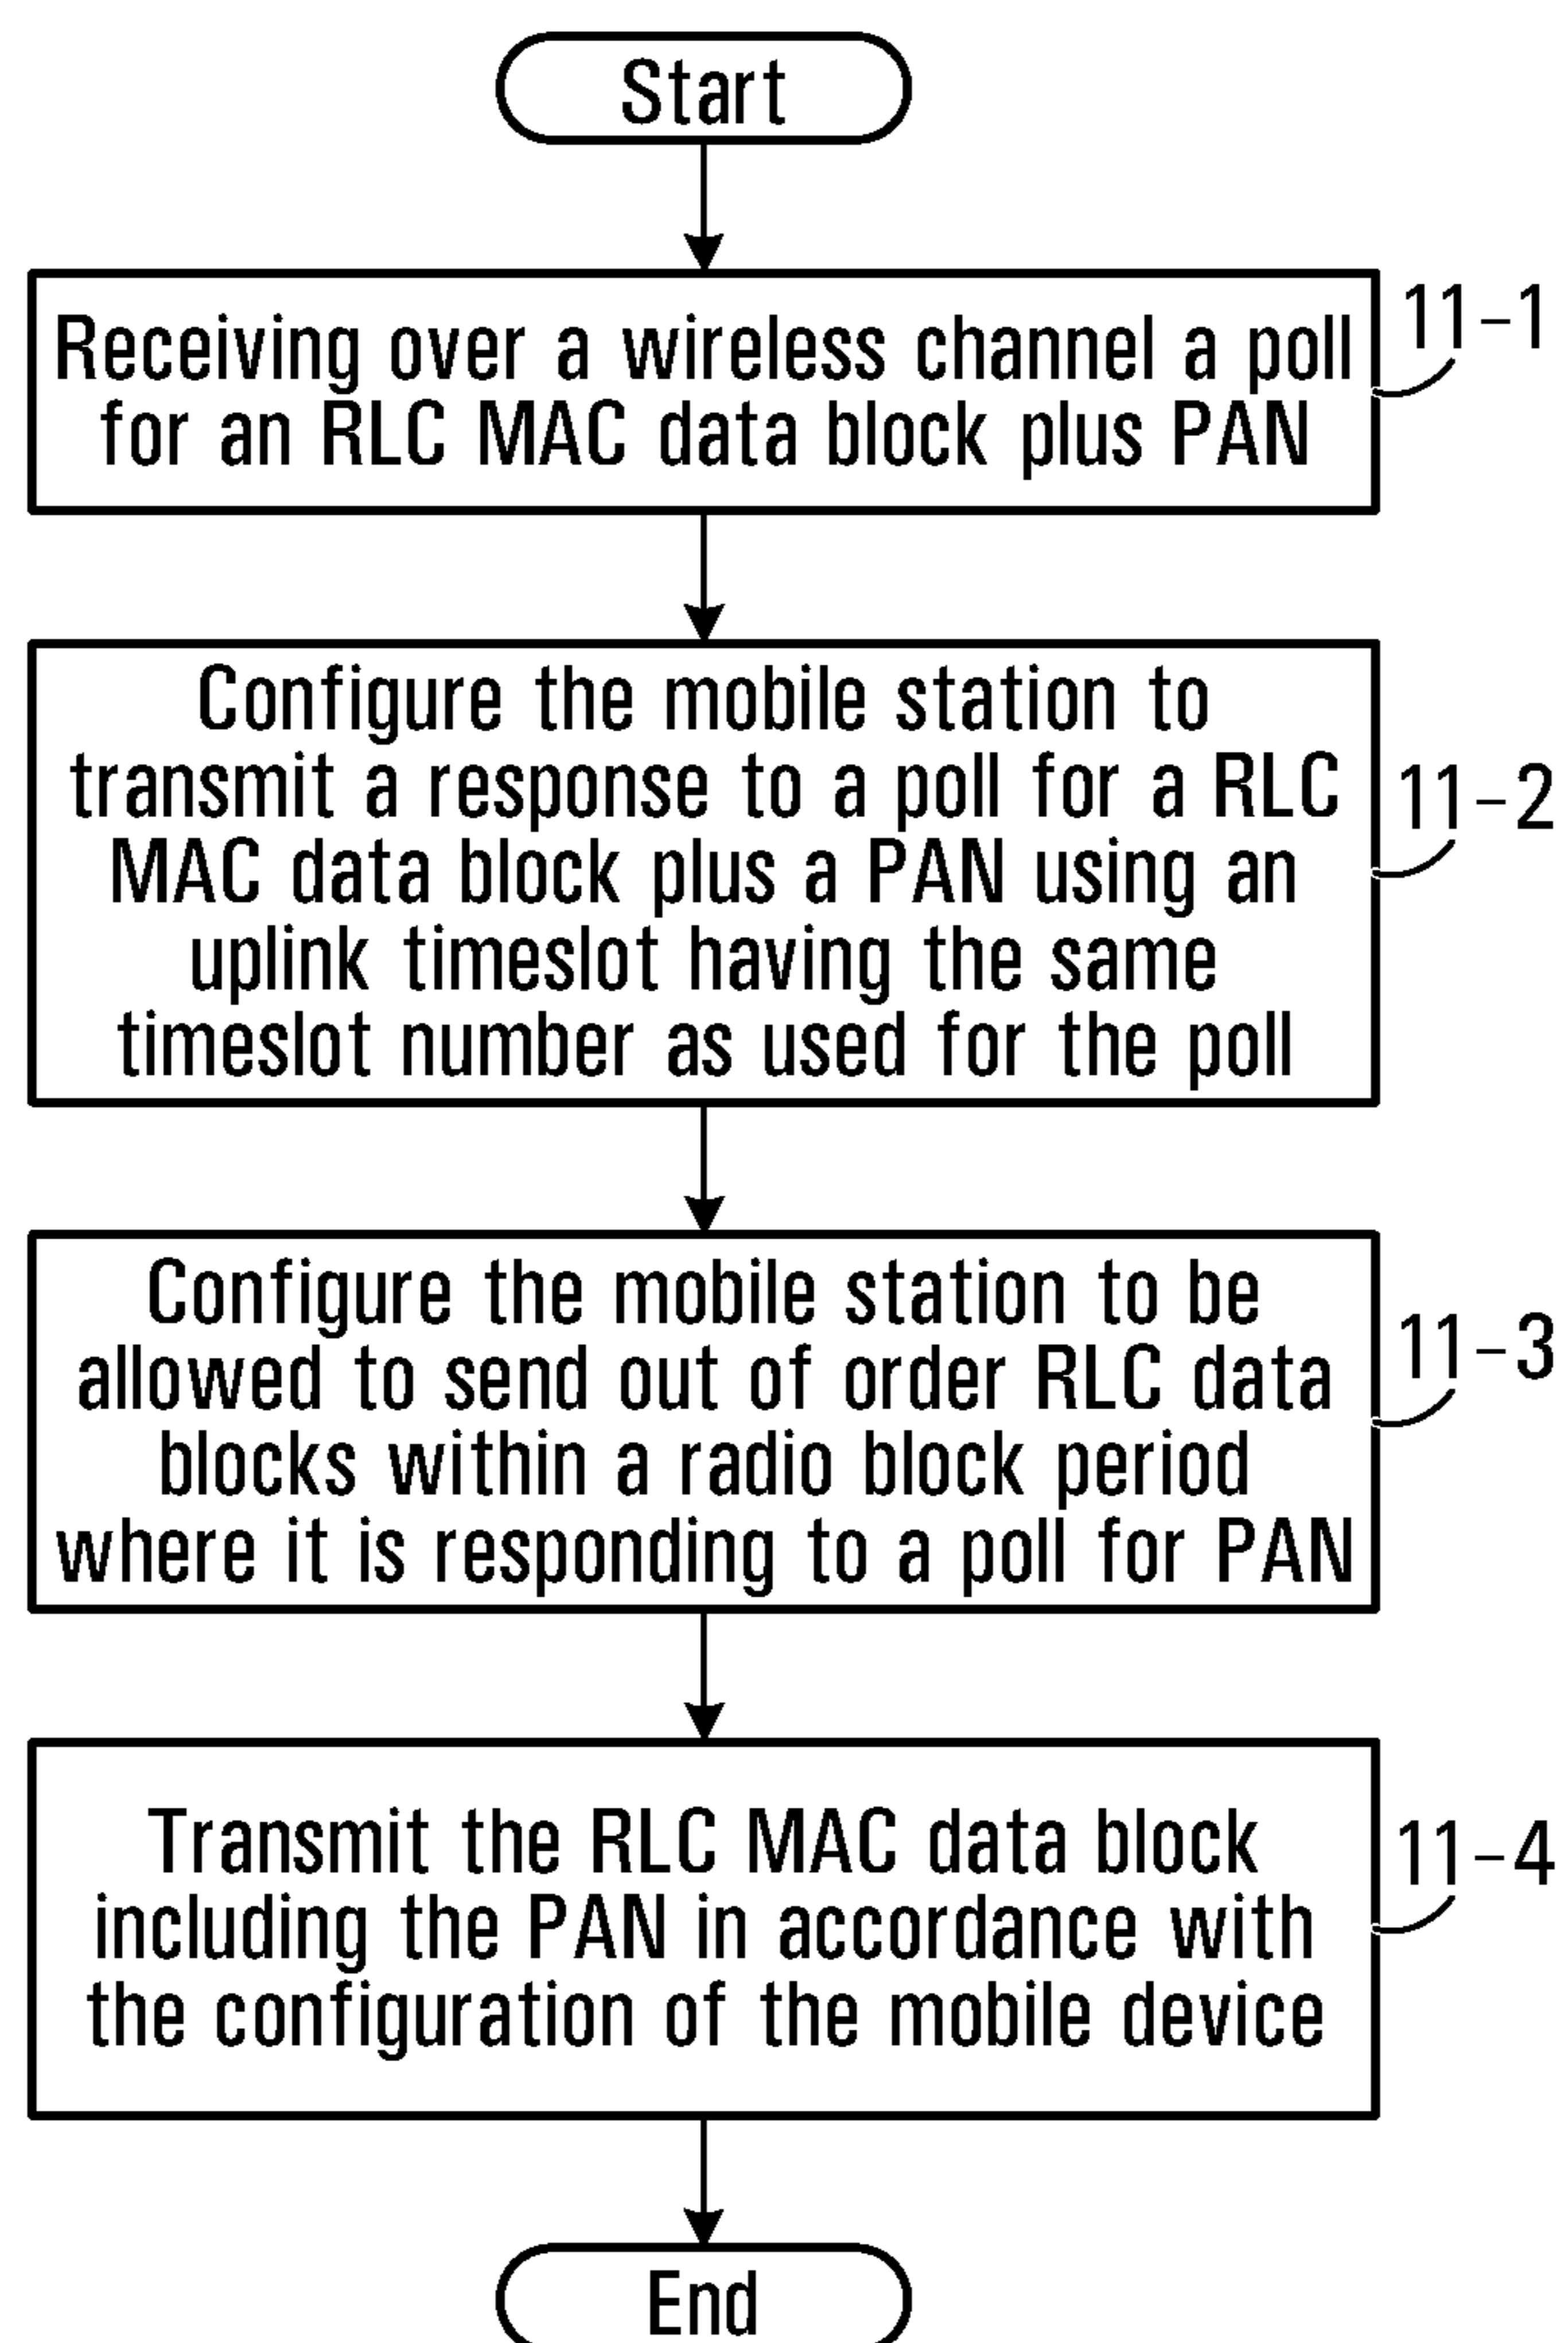 Start
Receiving over a wireless channel a poll
for an RLC MAC data block plus PAN
11-1
Configure the mobile station to
transmit a response to a poll for a RLC
MAC data block plus a PAN using an
uplink timeslot having the same
timeslot number as used for the poll
11-2
Configure the mobile station to be
allowed to send out of order RLC data
blocks within a radio block period
where it is responding to a poll for PAN
11-3
Transmit the RLC MAC data block
including the PAN in accordance with
the configuration of the mobile device
11-4
End